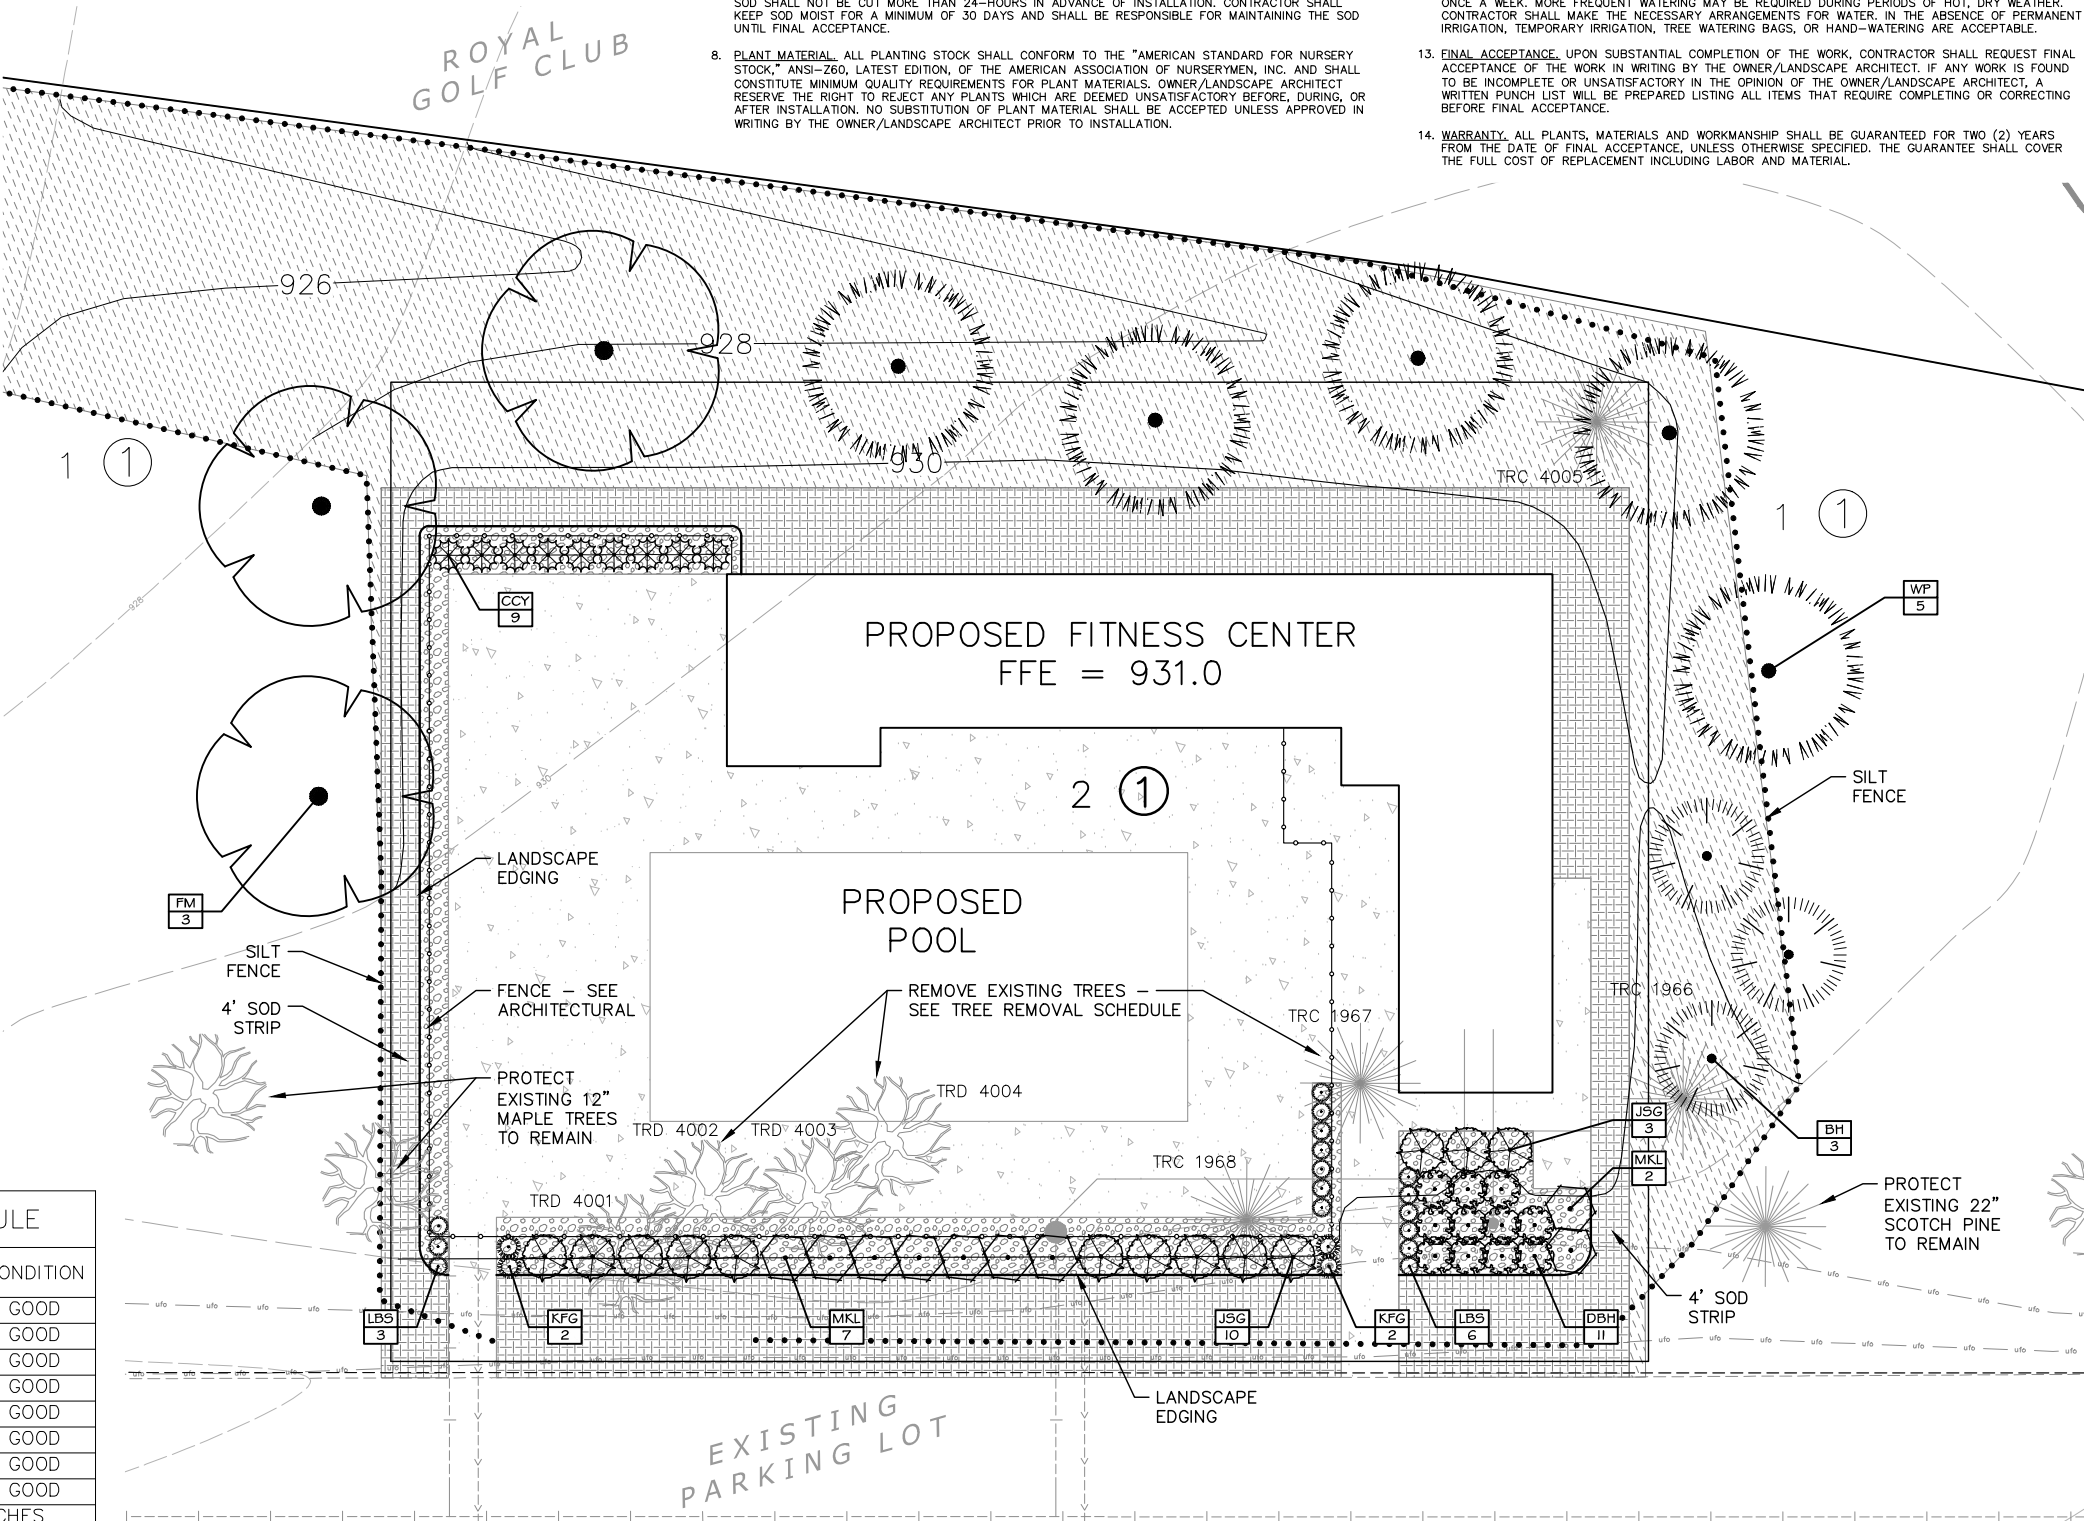 SOD SHALL NOT BE CUT MORE THAN 24-HOURS IN ADVANCE OF INSTALLATION. CONTRACTOR SHALL
KEEP SOD MOIST FOR A MINIMUM OF 30 DAYS AND SHALL BE RESPONSIBLE FOR MAINTAINING THE SOD
UNTIL FINAL ACCEPTANCE.
8. PLANT MATERIAL. ALL PLANTING STOCK SHALL CONFORM TO THE "AMERICAN STANDARD FOR NURSERY
STOCK," ANSI-Z60, LATEST EDITION, OF THE AMERICAN ASSOCIATION OF NURSERYMEN, INC. AND SHALL
CONSTITUTE MINIMUM QUALITY REQUIREMENTS FOR PLANT MATERIALS. OWNER/LANDSCAPE ARCHITECT
RESERVE THE RIGHT TO REJECT ANY PLANTS WHICH ARE DEEMED UNSATISFACTORY BEFORE, DURING, OR
AFTER INSTALLATION. NO SUBSTITUTION OF PLANT MATERIAL SHALL BE ACCEPTED UNLESS APPROVED IN
WRITING BY THE OWNER/LANDSCAPE ARCHITECT PRIOR TO INSTALLATION.
ONCE A WEEK. MORE FREQUENT WATERING MAY BE REQUIRED DURING PERIODS OF HOT, DRY WEATHER.
CONTRACTOR SHALL MAKE THE NECESSARY ARRANGEMENTS FOR WATER. IN THE ABSENCE OF PERMANENT
IRRIGATION, TEMPORARY IRRIGATION, TREE WATERING BAGS, OR HAND-WATERING ARE ACCEPTABLE.
13. FINAL ACCEPTANCE. UPON SUBSTANTIAL COMPLETION OF THE WORK, CONTRACTOR SHALL REQUEST FINAL
ACCEPTANCE OF THE WORK IN WRITING BY THE OWNER/LANDSCAPE ARCHITECT. IF ANY WORK IS FOUND
TO BE INCOMPLETE OR UNSATISFACTORY IN THE OPINION OF THE OWNER/LANDSCAPE ARCHITECT, A
WRITTEN PUNCH LIST WILL BE PREPARED LISTING ALL ITEMS THAT REQUIRE COMPLETING OR CORRECTING
BEFORE FINAL ACCEPTANCE.
14. WARRANTY. ALL PLANTS, MATERIALS AND WORKMANSHIP SHALL BE GUARANTEED FOR TWO (2) YEARS
FROM THE DATE OF FINAL ACCEPTANCE, UNLESS OTHERWISE SPECIFIED. THE GUARANTEE SHALL COVER
THE FULL COST OF REPLACEMENT INCLUDING LABOR AND MATERIAL.
ROYAL
GOLF CLUB
926
928
930
1 1
TRC 4005
1 1
CCY
9
WP
5
928
930
PROPOSED FITNESS CENTER
FFE = 931.0
2 1
SILT
FENCE
LANDSCAPE
EDGING
FM
3
PROPOSED
POOL
SILT
FENCE
4' SOD
STRIP
FENCE - SEE
ARCHITECTURAL
REMOVE EXISTING TREES -
SEE TREE REMOVAL SCHEDULE
TRC 1967
TRC 1966
PROTECT
EXISTING 12"
MAPLE TREES
TO REMAIN
TRD 4004
TRD 4002
TRD 4003
TRC 1968
TRD 4001
JSG
3
MKL
2
BH
3
PROTECT
EXISTING 22"
SCOTCH PINE
TO REMAIN
4' SOD
STRIP
LBS
3
KFG
2
MKL
7
JSG
10
KFG
2
LBS
6
DBH
11
ufo ufo ufo ufo ufo
LANDSCAPE
EDGING
EXISTING
PARKING LOT
ULE
ONDITION
GOOD
GOOD
GOOD
GOOD
GOOD
GOOD
GOOD
GOOD
CHES